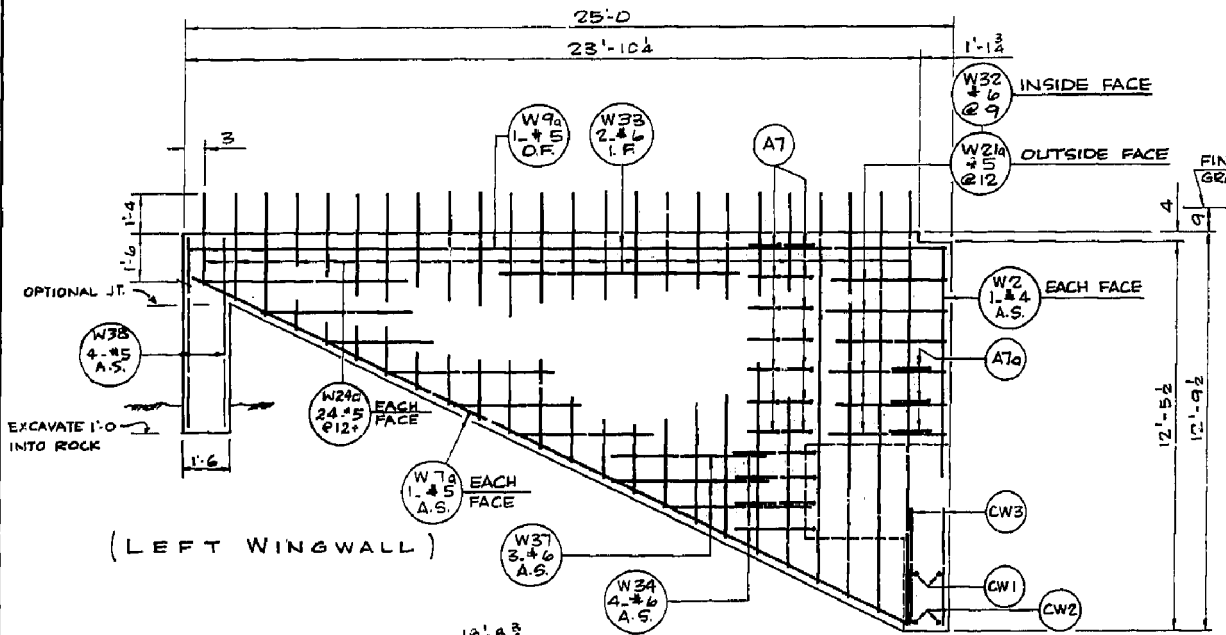 25'-0
23'-10¼
1'-1¾
W32
#6
@ 9
INSIDE FACE
W21a
#5
@12
OUTSIDE FACE
3
W9a
1-#5
O.F.
W33
2-#6
I.F.
A7
FIN
GRA
1'-4
1'-6
4
9
OPTIONAL JT.
W2
1-#4
A.S.
EACH FACE
W38
4-#5
A.S.
A7a
W24a
24-#5
@12+
EACH
FACE
12'-5½
12'-9½
EXCAVATE 1'-0
INTO ROCK
1'-6
W7a
1-#5
A.S.
EACH
FACE
CW3
(LEFT WINGWALL)
W37
3-#6
A.S.
W34
4-#6
A.S.
CW1
CW2